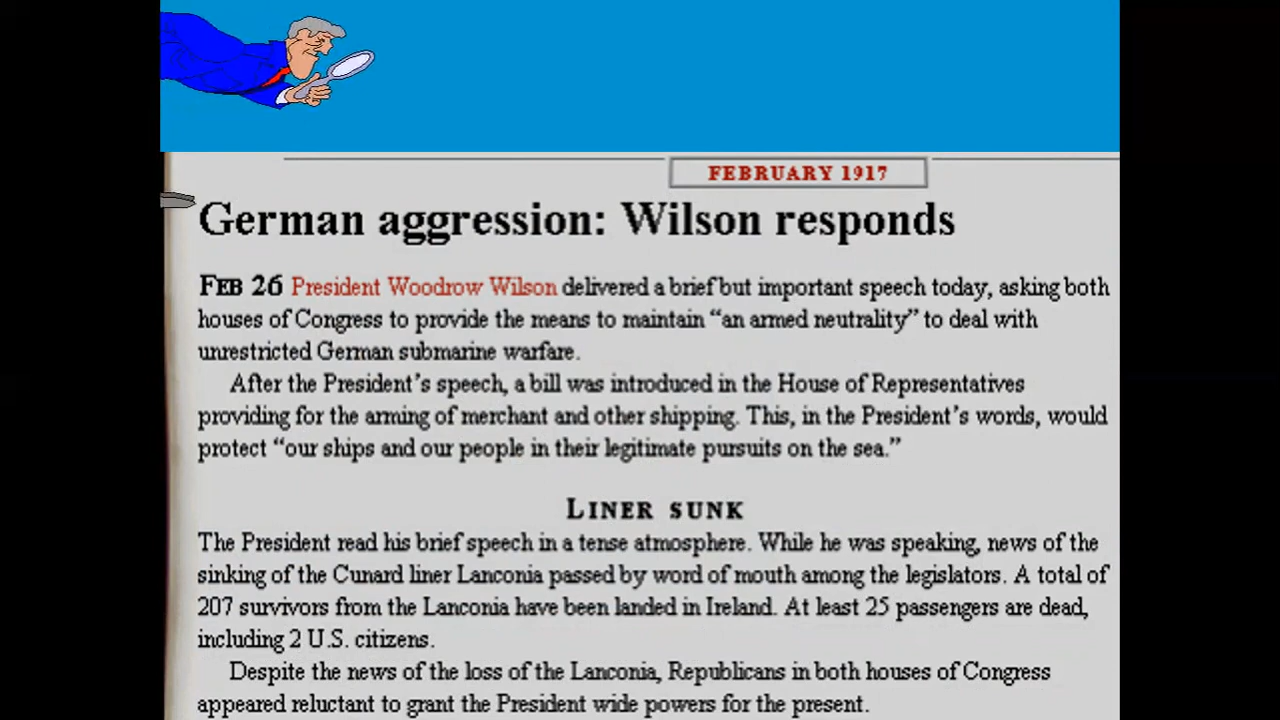 FEBRUARY 1917
German aggression: Wilson responds
FEB 26 President Woodrow Wilson delivered a brief but important speech today, asking both
houses of Congress to provide the means to maintain “an armed neutrality” to deal with
unrestricted German submarine warfare.
After the President’s speech, a bill was introduced in the House of Representatives
providing for the arming of merchant and other shipping. This, in the President’s words, would
protect “our ships and our people in their legitimate pursuits on the sea.”
LINER SUNK
The President read his brief speech in a tense atmosphere. While he was speaking, news of the
sinking of the Cunard liner Lanconia passed by word of mouth among the legislators. A total of
207 survivors from the Lanconia have been landed in Ireland. At least 25 passengers are dead,
including 2 U.S. citizens.
Despite the news of the loss of the Lanconia, Republicans in both houses of Congress
appeared reluctant to grant the President wide powers for the present.